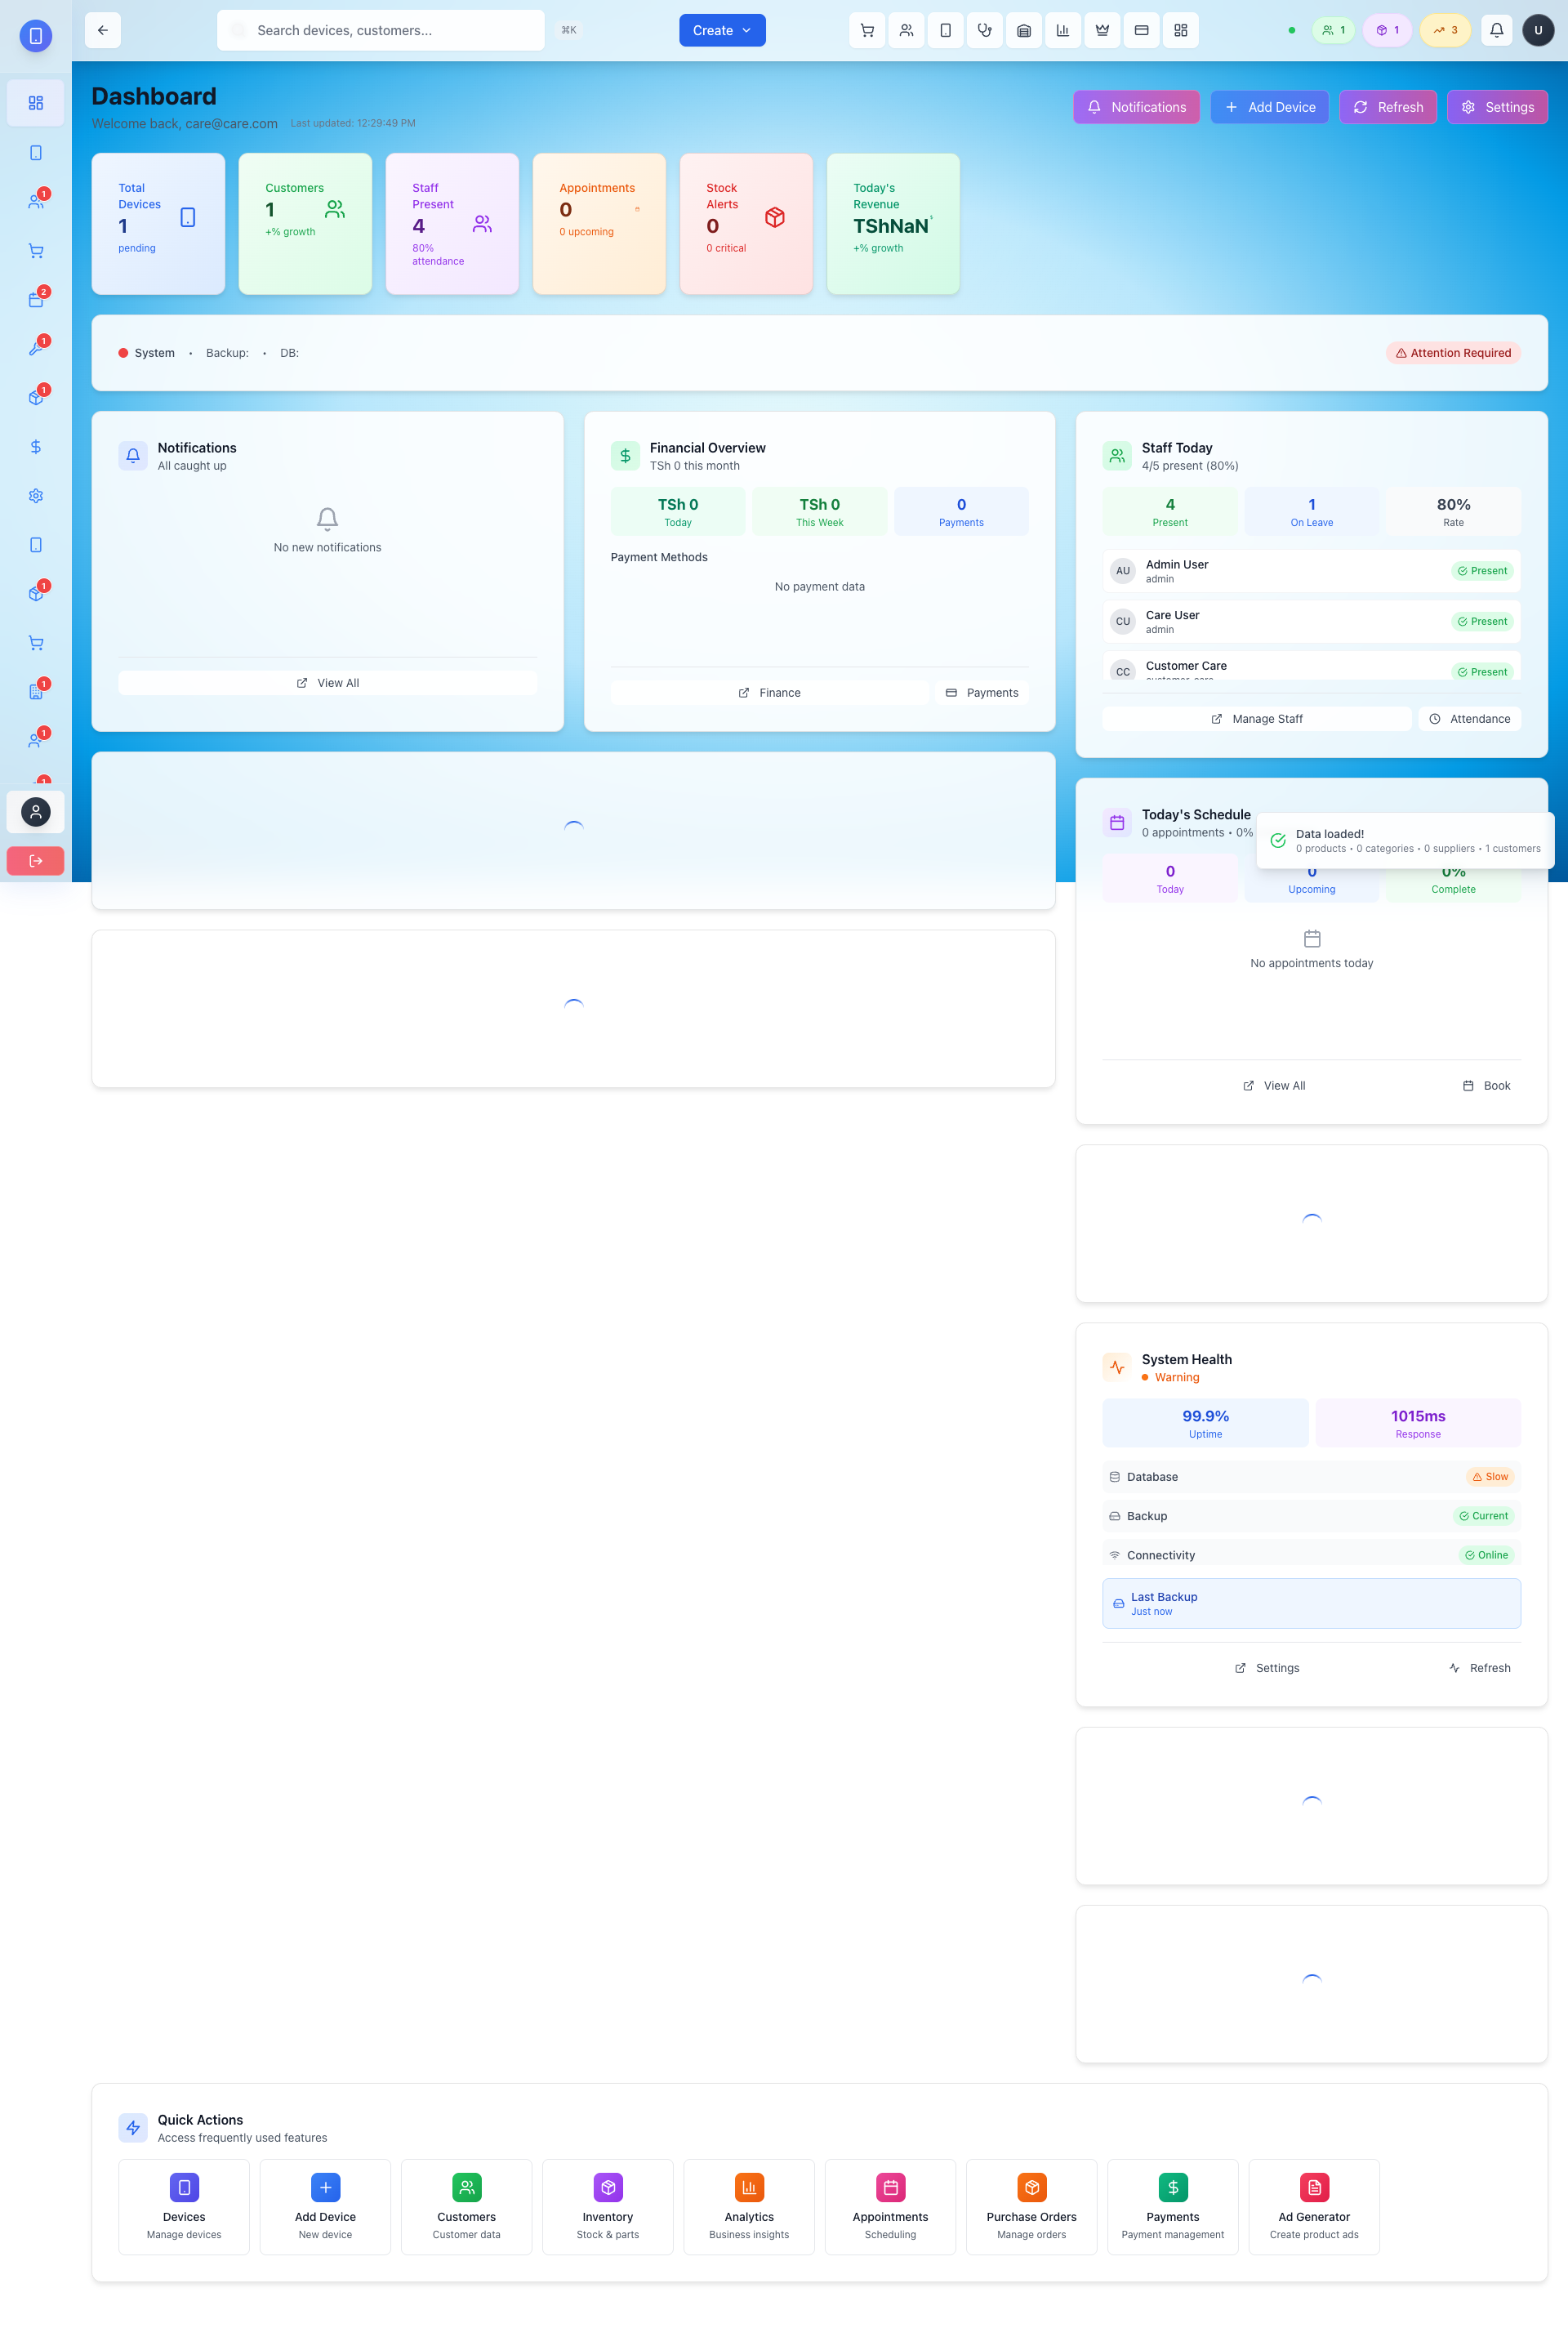 Search devices, customers...
⌘K
Create
1
1
3
U
Dashboard
Welcome back, care@care.com
Last updated: 12:29:49 PM
Notifications
Add Device
Refresh
Settings
1
2
1
1
1
1
1
Total
Devices
1
pending
Customers
1
+% growth
Staff
Present
4
80%
attendance
Appointments
0
0 upcoming
Stock
Alerts
0
0 critical
Today's
Revenue
TShNaN
+% growth
System • Backup: • DB:
Attention Required
Notifications
All caught up
No new notifications
View All
Financial Overview
TSh 0 this month
TSh 0
Today
TSh 0
This Week
0
Payments
Payment Methods
No payment data
Finance
Payments
Staff Today
4/5 present (80%)
4
Present
1
On Leave
80%
Rate
AU
Admin User
admin
Present
CU
Care User
admin
Present
CC
Customer Care
Present
Manage Staff
Attendance
Today's Schedule
0 appointments • 0%
Data loaded!
0 products • 0 categories • 0 suppliers • 1 customers
0
Today
0
Upcoming
0%
Complete
No appointments today
View All
Book
System Health
Warning
99.9%
Uptime
1015ms
Response
Database
Slow
Backup
Current
Connectivity
Online
Last Backup
Just now
Settings
Refresh
Quick Actions
Access frequently used features
Devices
Manage devices
Add Device
New device
Customers
Customer data
Inventory
Stock & parts
Analytics
Business insights
Appointments
Scheduling
Purchase Orders
Manage orders
Payments
Payment management
Ad Generator
Create product ads